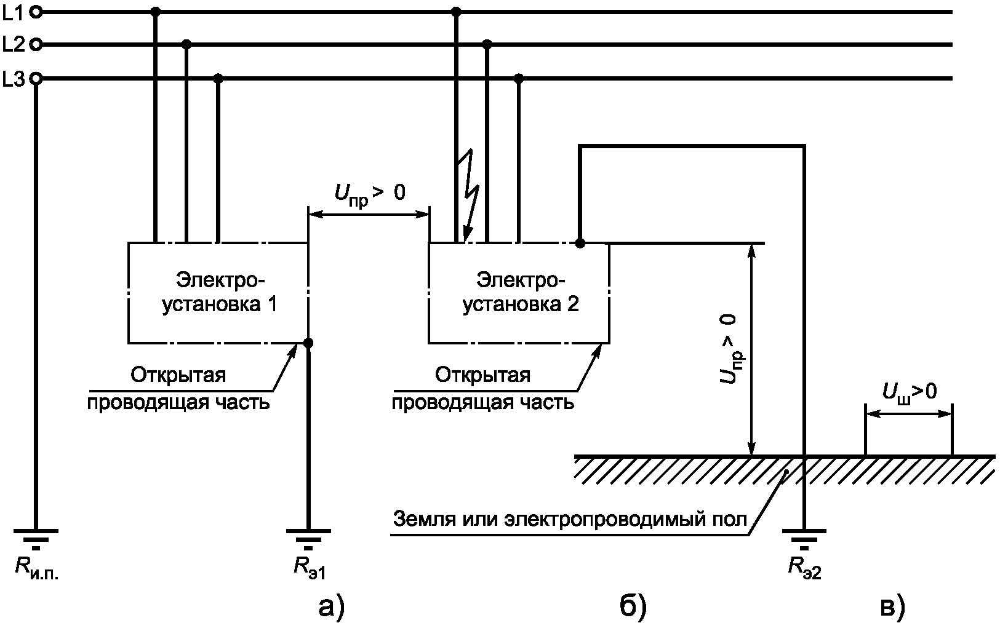 L1
L2
L3
Uпр > 0
Электро-
установка 1
Электро-
установка 2
Открытая
проводящая часть
Открытая
проводящая часть
Uпр > 0
Uш>0
Земля или электропроводимый пол
Rи.п.
Rэ1
Rэ2
а)
б)
в)